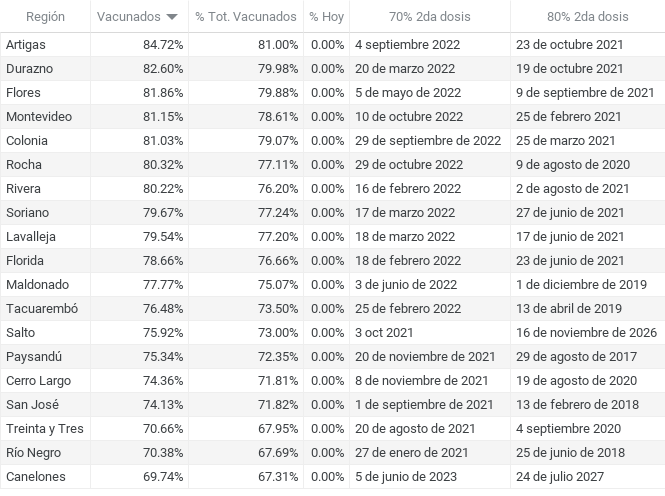 Región Vacunados % Tot. Vacunados % Hoy 70% 2da dosis 80% 2da dosis
Artigas 84.72% 81.00% 0.00% 4 septiembre 2022 23 de octubre 2021
Durazno 82.60% 79.98% 0.00% 20 de marzo 2022 19 de octubre 2021
Flores 81.86% 79.88% 0.00% 5 de mayo de 2022 9 de septiembre de 2021
Montevideo 81.15% 78.61% 0.00% 10 de octubre 2022 25 de febrero 2021
Colonia 81.03% 79.07% 0.00% 29 de septiembre de 2022 25 de marzo 2021
Rocha 80.32% 77.11% 0.00% 29 de octubre 2022 9 de agosto de 2020
Rivera 80.22% 76.20% 0.00% 16 de febrero 2022 2 de agosto de 2021
Soriano 79.67% 77.24% 0.00% 17 de marzo 2022 27 de junio de 2021
Lavalleja 79.54% 77.20% 0.00% 18 de marzo 2022 17 de junio de 2021
Florida 78.66% 76.66% 0.00% 18 de febrero 2022 23 de junio de 2021
Maldonado 77.77% 75.07% 0.00% 3 de junio de 2022 1 de diciembre de 2019
Tacuarembó 76.48% 73.50% 0.00% 25 de febrero 2022 13 de abril de 2019
Salto 75.92% 73.00% 0.00% 3 oct 2021 16 de noviembre de 2026
Paysandú 75.34% 72.35% 0.00% 20 de noviembre de 2021 29 de agosto de 2017
Cerro Largo 74.36% 71.81% 0.00% 8 de noviembre de 2021 19 de agosto de 2020
San José 74.13% 71.82% 0.00% 1 de septiembre de 2021 13 de febrero de 2018
Treinta y Tres 70.66% 67.95% 0.00% 20 de agosto de 2021 4 septiembre 2020
Río Negro 70.38% 67.69% 0.00% 27 de enero de 2021 25 de junio de 2018
Canelones 69.74% 67.31% 0.00% 5 de junio de 2023 24 de julio 2027